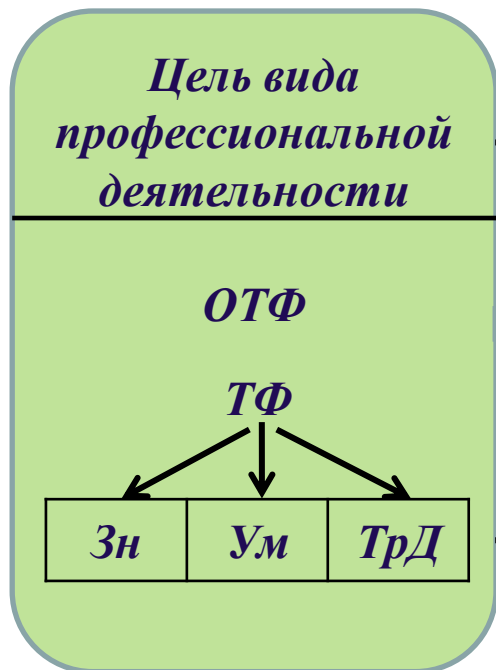 Цель вида
профессиональной
деятельности
ОТФ
ТФ
Зн Ум ТрД